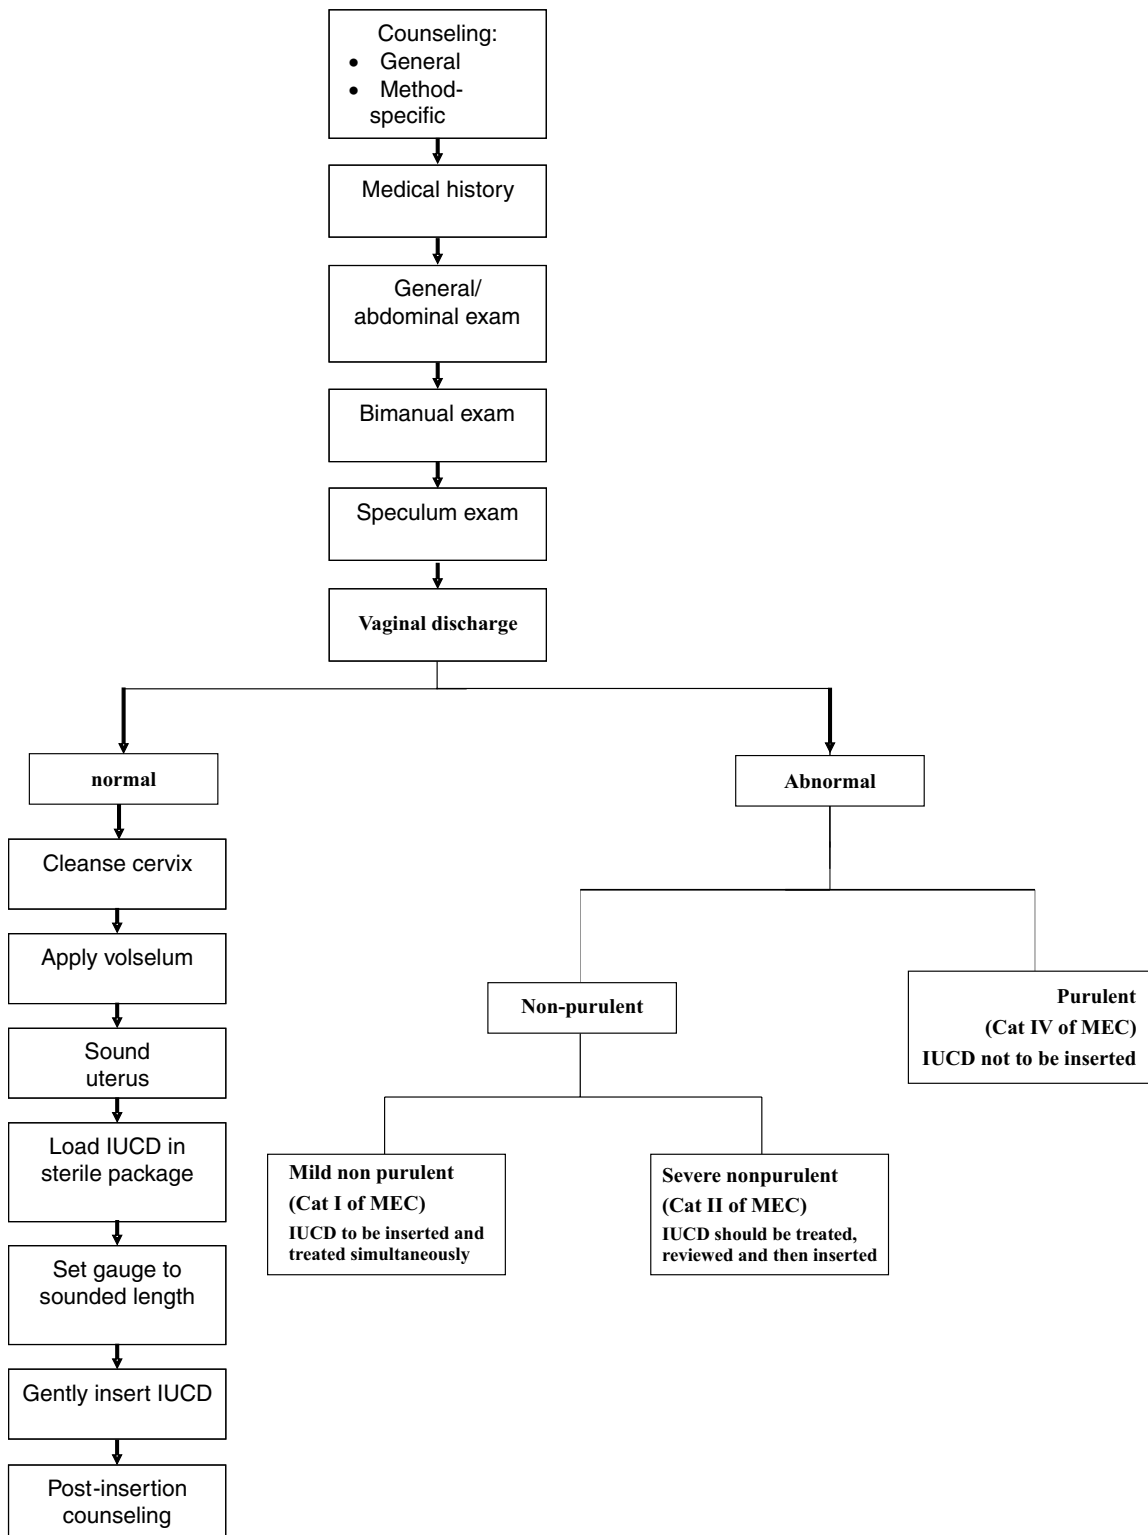 Counseling:
• General
• Method-
specific
Medical history
General/
abdominal exam
Bimanual exam
Speculum exam
Vaginal discharge
normal
Abnormal
Cleanse cervix
Apply volselum
Sound
uterus
Load IUCD in
sterile package
Set gauge to
sounded length
Gently insert IUCD
Post-insertion
counseling
Non-purulent
Purulent
(Cat IV of MEC)
IUCD not to be inserted
Mild non purulent
(Cat I of MEC)
IUCD to be inserted and
treated simultaneously
Severe nonpurulent
(Cat II of MEC)
IUCD should be treated,
reviewed and then inserted